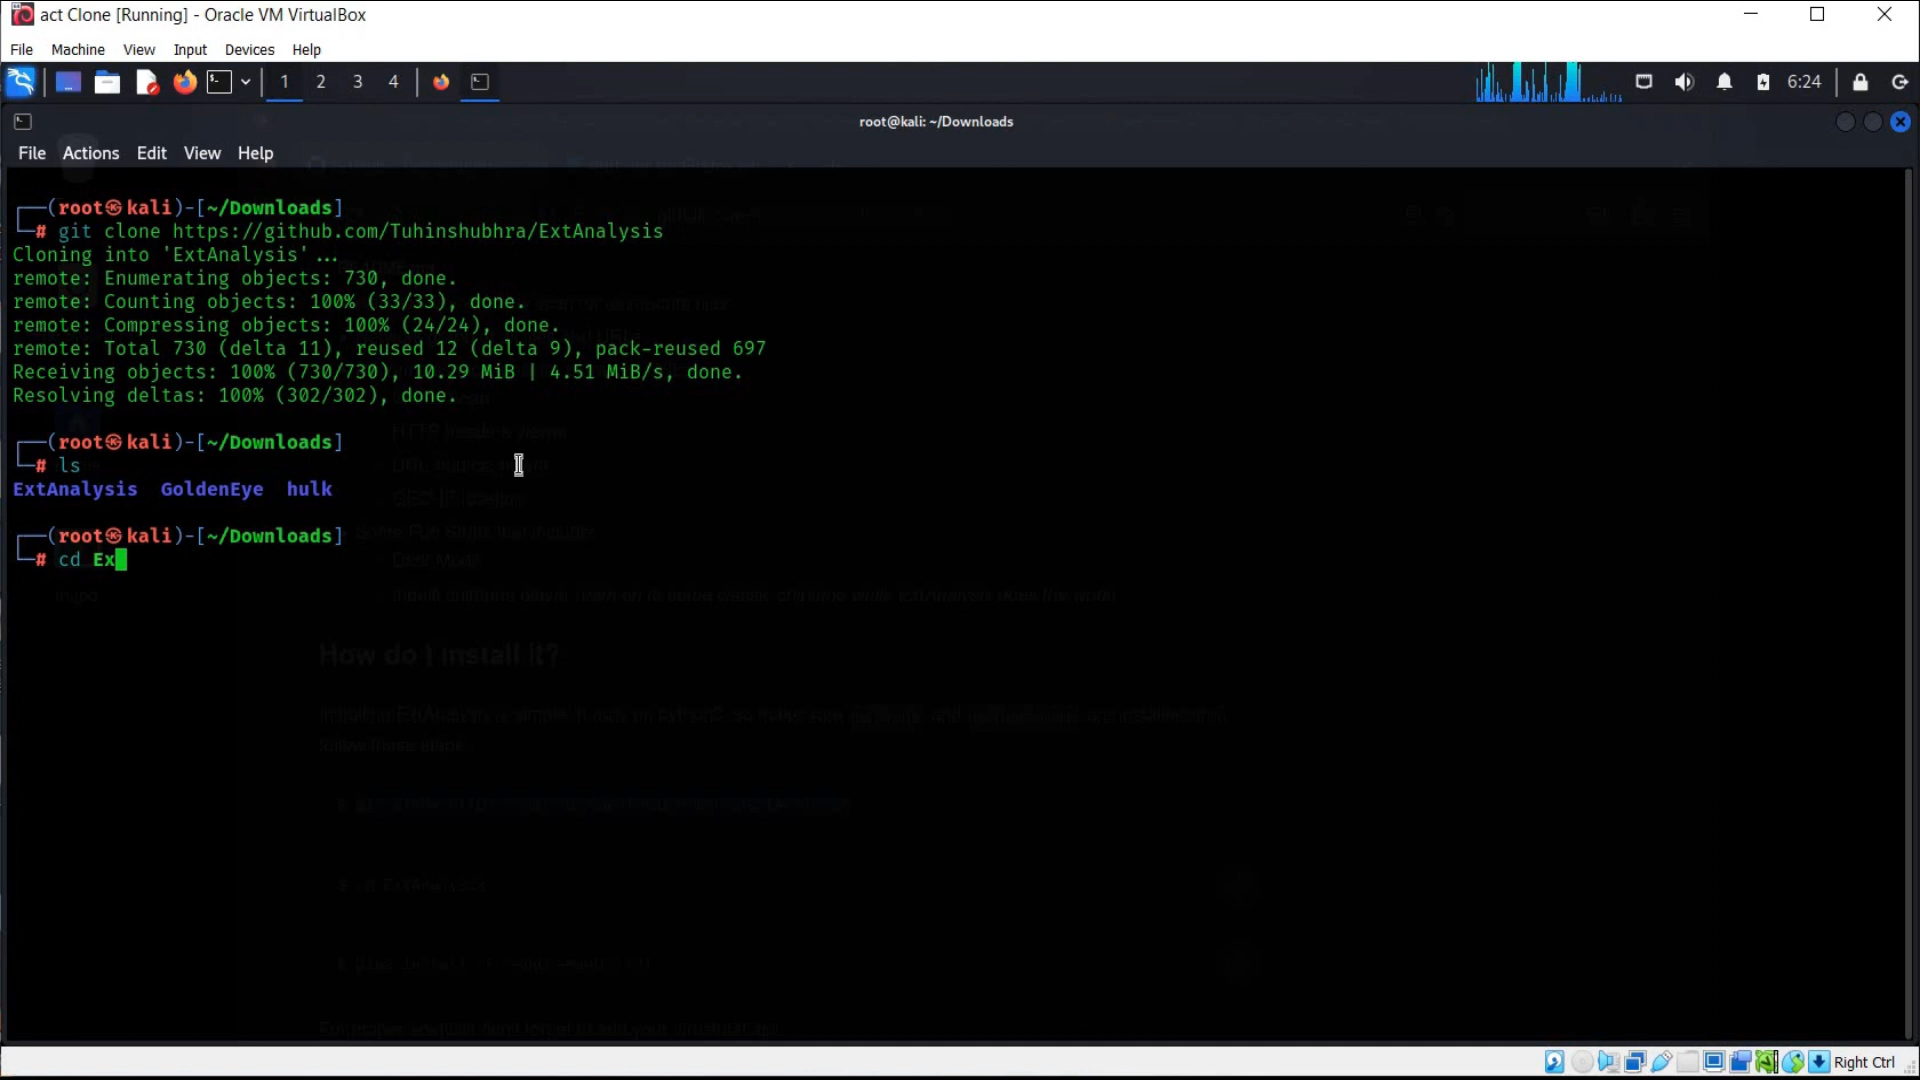 act Clone [Running] - Oracle VM VirtualBox
File Machine View Input Devices Help
1 2 3 4
6:24
root@kali: ~/Downloads
File Actions Edit View Help
(root㉿kali)-[~/Downloads]
# git clone https://github.com/Tuhinshubhra/ExtAnalysis
Cloning into 'ExtAnalysis'...
remote: Enumerating objects: 730, done.
remote: Counting objects: 100% (33/33), done.
remote: Compressing objects: 100% (24/24), done.
remote: Total 730 (delta 11), reused 12 (delta 9), pack-reused 697
Receiving objects: 100% (730/730), 10.29 MiB | 4.51 MiB/s, done.
Resolving deltas: 100% (302/302), done.
(root㉿kali)-[~/Downloads]
# ls
ExtAnalysis GoldenEye hulk
(root㉿kali)-[~/Downloads]
# cd Ex
How do I install it?
Right Ctrl